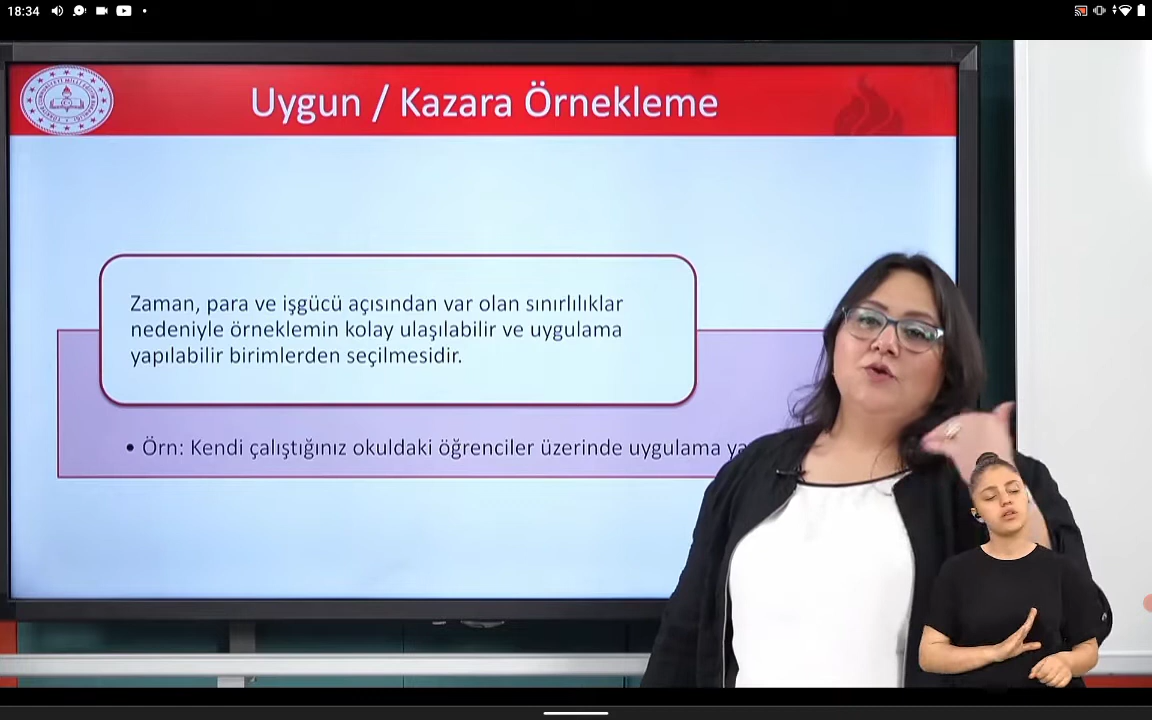 18:34
Uygun / Kazara Örnekleme
Zaman, para ve işgücü açısından var olan sınırlılıklar
nedeniyle örneklemin kolay ulaşılabilir ve uygulama
yapılabilir birimlerden seçilmesidir.
• Örn: Kendi çalıştığınız okuldaki öğrenciler üzerinde uygulama